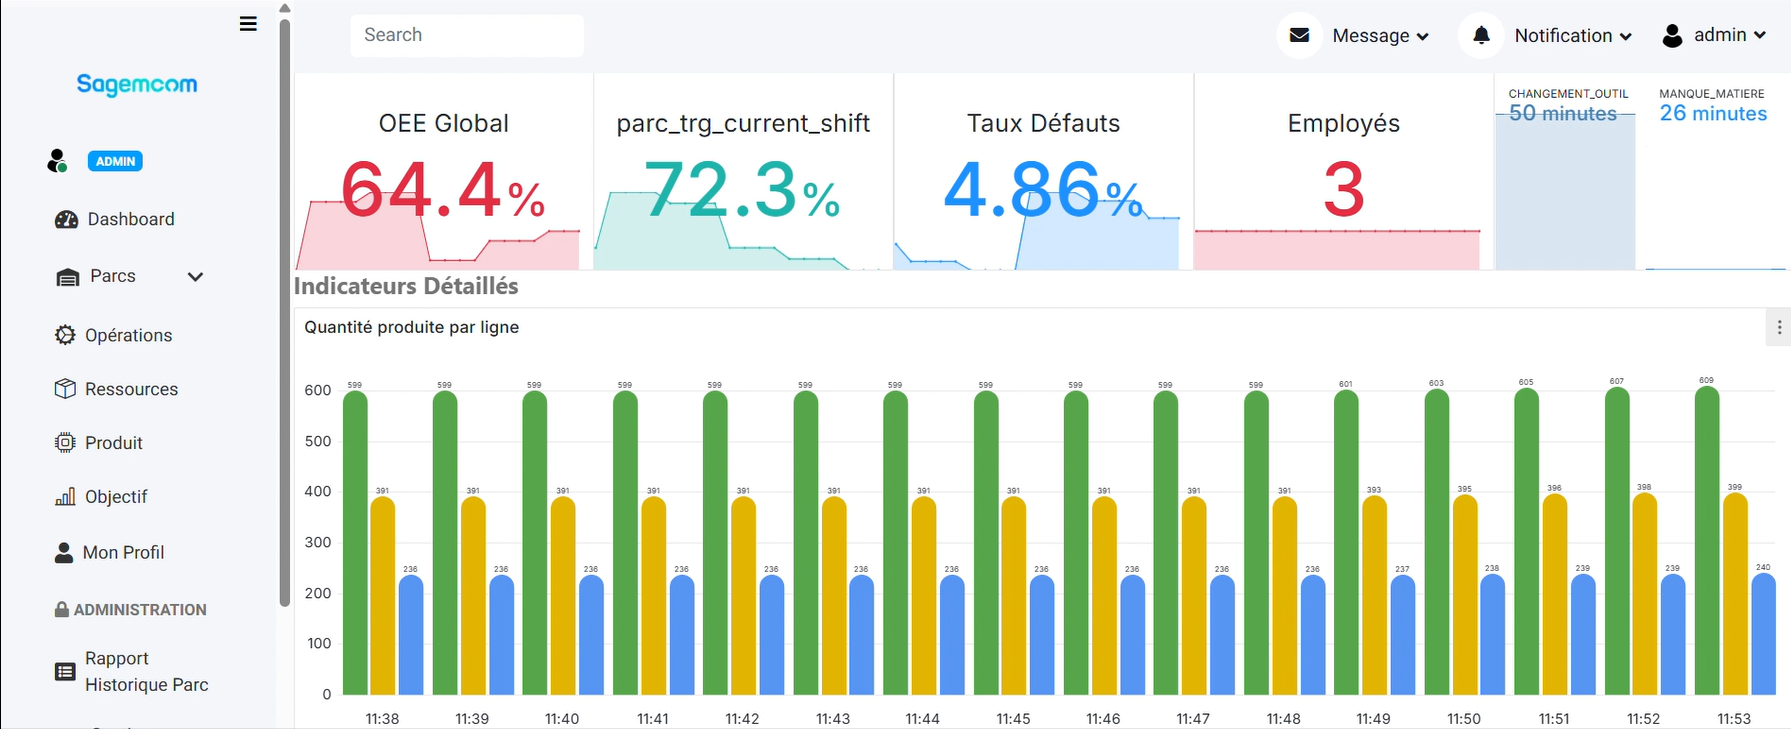 Search
Message
Notification
admin
Sagemcom
ADMIN
Dashboard
Parcs
Opérations
Ressources
Produit
Objectif
Mon Profil
ADMINISTRATION
Rapport
Historique Parc
OEE Global
64.4%
parc_trg_current_shift
72.3%
Taux Défauts
4.86%
Employés
3
CHANGEMENT_OUTIL
50 minutes
MANQUE_MATIERE
26 minutes
Indicateurs Détaillés
Quantité produite par ligne
600
500
400
300
200
100
0
599 599 599 599 599 599 599 599 599 599 599 601 603 605 607 609
391 391 391 391 391 391 391 391 391 391 391 393 395 396 398 399
236 236 236 236 236 236 236 236 236 236 236 237 238 239 239 240
11:38 11:39 11:40 11:41 11:42 11:43 11:44 11:45 11:46 11:47 11:48 11:49 11:50 11:51 11:52 11:53